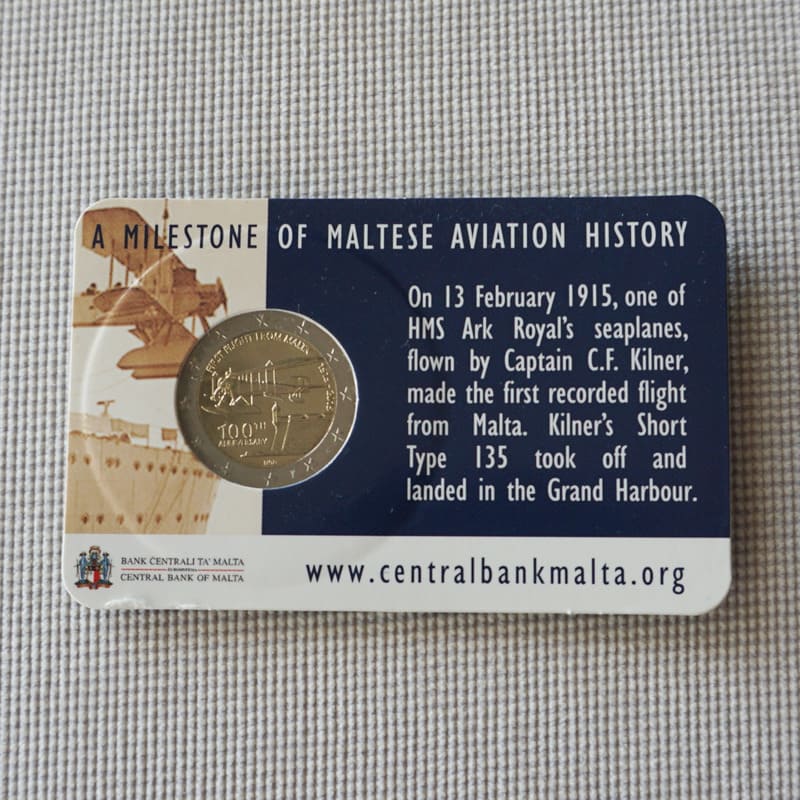 A MILESTONE OF MALTESE AVIATION HISTORY
On 13 February 1915, one of
HMS Ark Royal's seaplanes,
flown by Captain C.F. Kilner,
made the first recorded flight
from Malta. Kilner's Short
Type 135 took off and
landed in the Grand Harbour.
FIRST FLIGHT FROM MALTA 1915-2015
100TH
ANNIVERSARY
BANK ĊENTRALI TA' MALTA
CENTRAL BANK OF MALTA
www.centralbankmalta.org